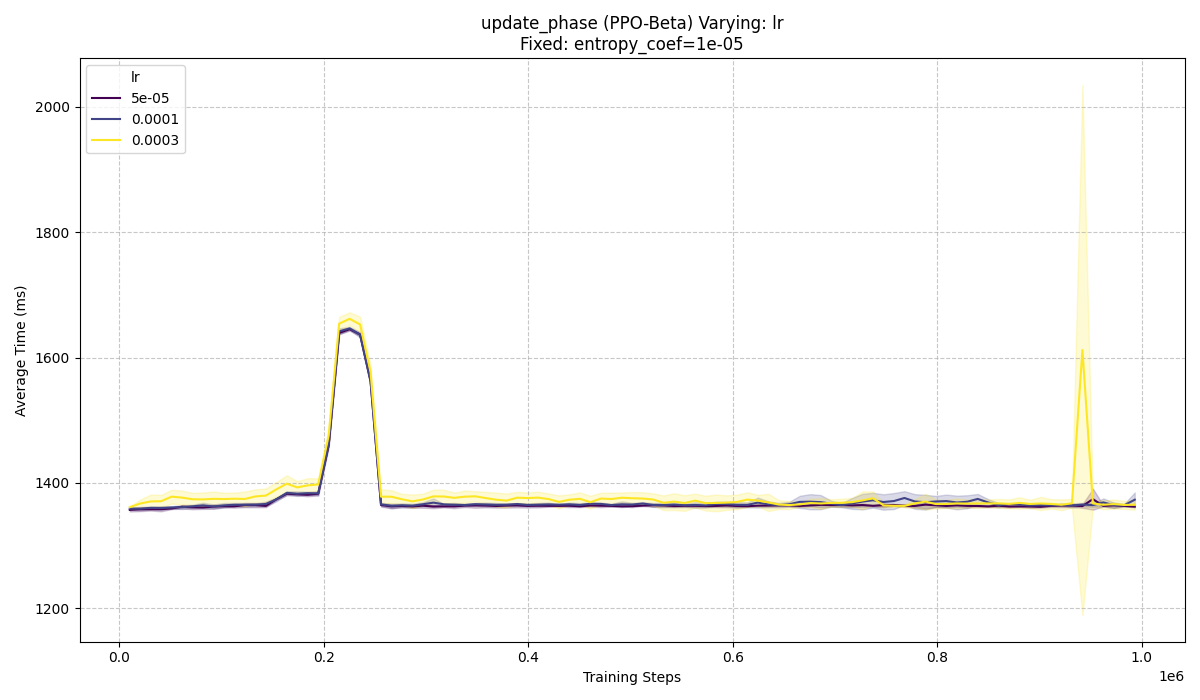 update_phase (PPO-Beta) Varying: lr
Fixed: entropy_coef=1e-05
lr
5e-05
0.0001
0.0003
Average Time (ms)
2000
1800
1600
1400
1200
0.0
0.2
0.4
0.6
0.8
1.0
1e6
Training Steps